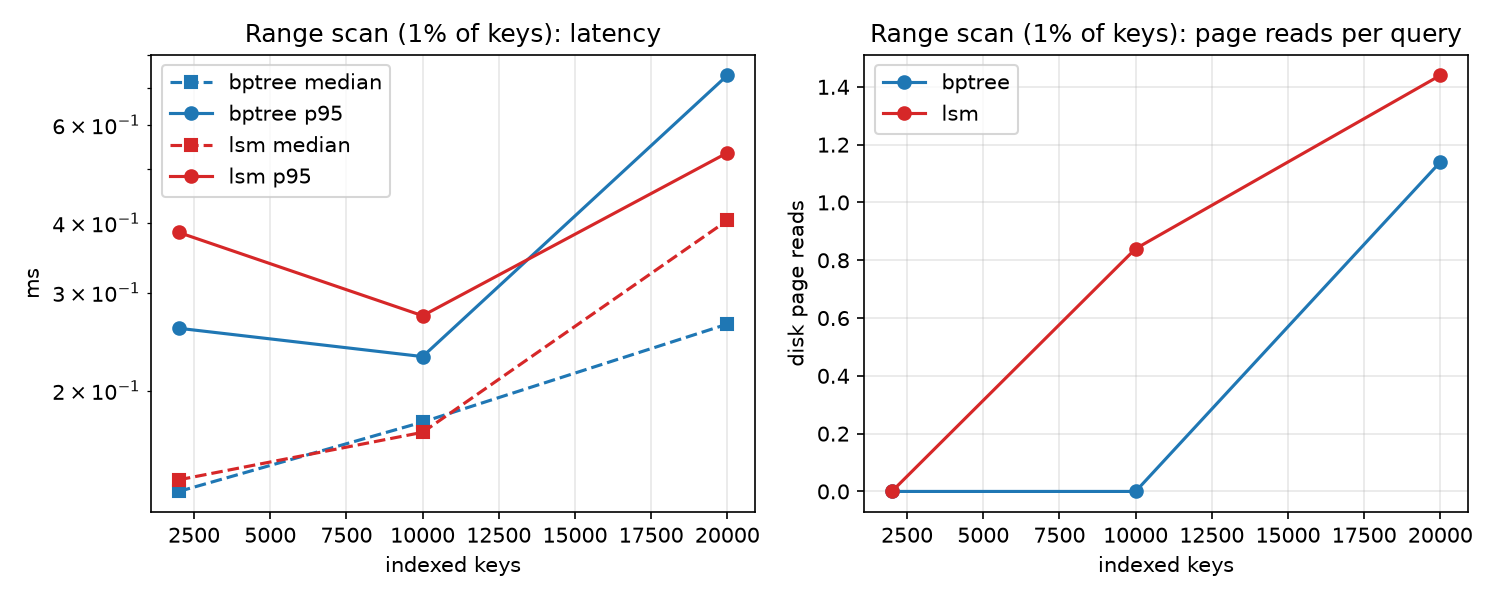 Range scan (1% of keys): latency
bptree median
bptree p95
lsm median
lsm p95
6 × 10⁻¹
4 × 10⁻¹
3 × 10⁻¹
2 × 10⁻¹
ms
2500 5000 7500 10000 12500 15000 17500 20000
indexed keys
Range scan (1% of keys): page reads per query
bptree
lsm
1.4
1.2
1.0
0.8
0.6
0.4
0.2
0.0
disk page reads
2500 5000 7500 10000 12500 15000 17500 20000
indexed keys